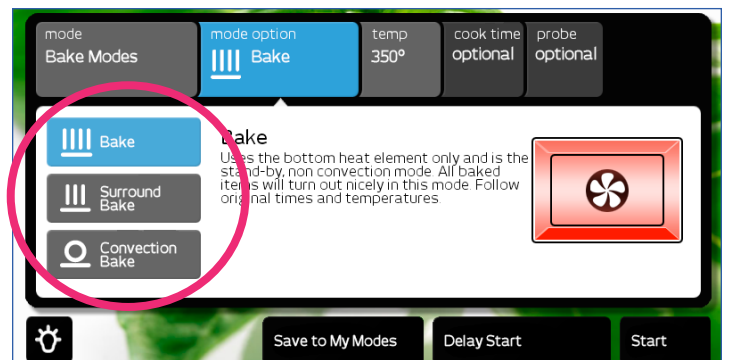 mode
Bake Modes
mode option
Bake
temp
350°
cook time
optional
probe
optional
Bake
Surround
Bake
Convection
Bake
Bake
Uses the bottom heat element only and is the
stand-by, non convection mode. All baked
items will turn out nicely in this mode. Follow
original times and temperatures.
Save to My Modes
Delay Start
Start